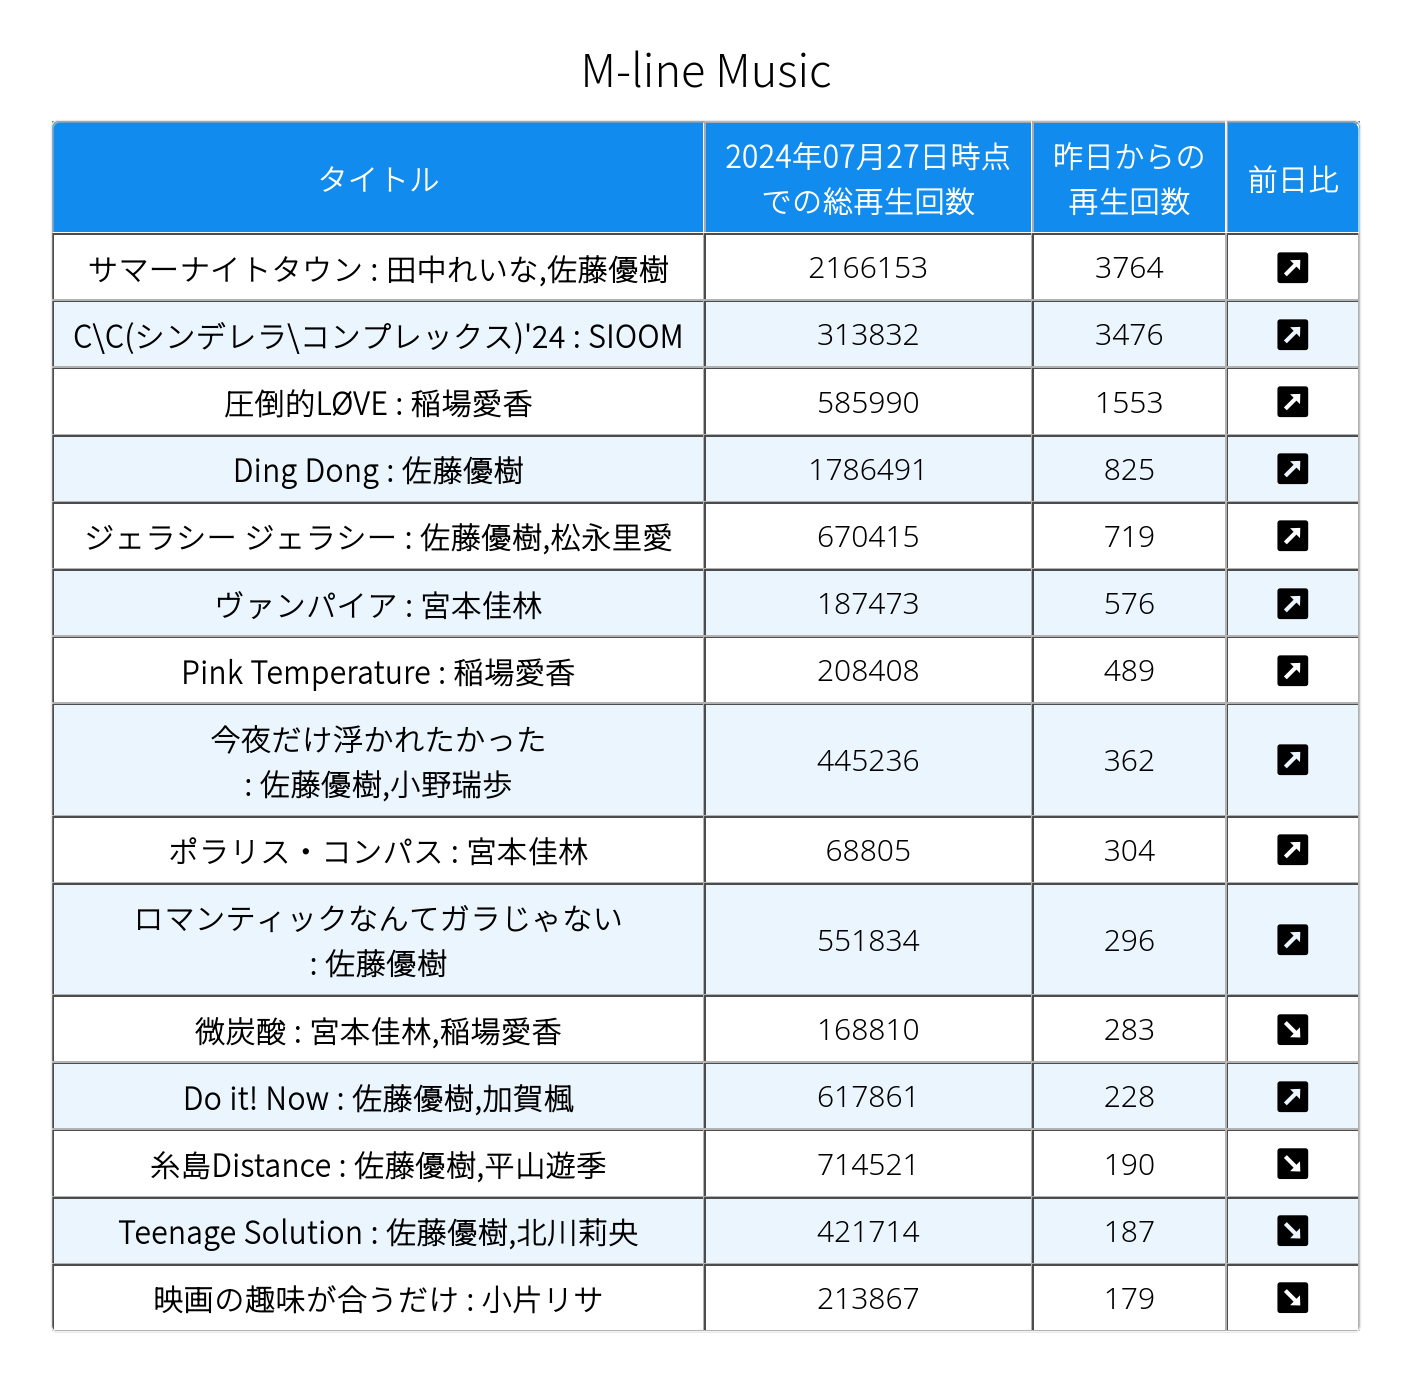 M-line Music
タイトル
2024年07月27日時点
での総再生回数
昨日からの
再生回数
前日比
サマーナイトタウン : 田中れいな,佐藤優樹 2166153 3764
C\C(シンデレラ\コンプレックス)'24 : SIOOM 313832 3476
圧倒的LØVE : 稲場愛香 585990 1553
Ding Dong : 佐藤優樹 1786491 825
ジェラシー ジェラシー : 佐藤優樹,松永里愛 670415 719
ヴァンパイア : 宮本佳林 187473 576
Pink Temperature : 稲場愛香 208408 489
今夜だけ浮かれたかった
: 佐藤優樹,小野瑞歩 445236 362
ポラリス・コンパス : 宮本佳林 68805 304
ロマンティックなんてガラじゃない
: 佐藤優樹 551834 296
微炭酸 : 宮本佳林,稲場愛香 168810 283
Do it! Now : 佐藤優樹,加賀楓 617861 228
糸島Distance : 佐藤優樹,平山遊季 714521 190
Teenage Solution : 佐藤優樹,北川莉央 421714 187
映画の趣味が合うだけ : 小片リサ 213867 179